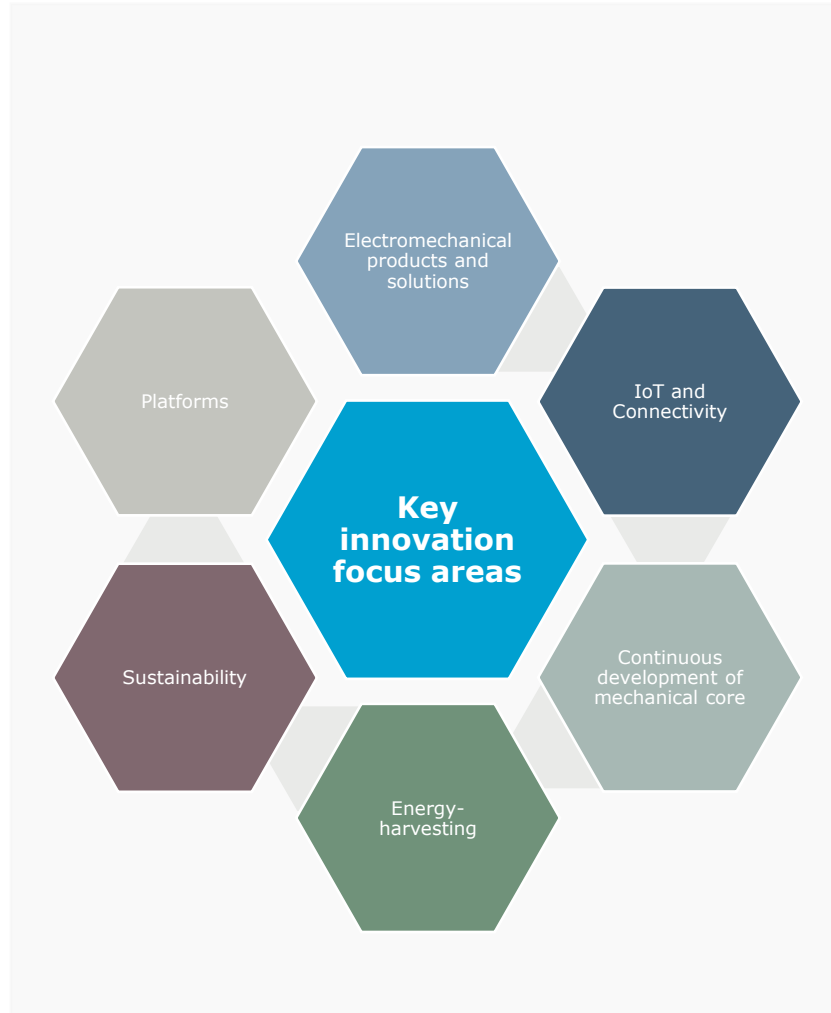 Electromechanical
products and
solutions
IoT and
Connectivity
Platforms
Key
innovation
focus areas
Continuous
development of
mechanical core
Sustainability
Energy-
harvesting